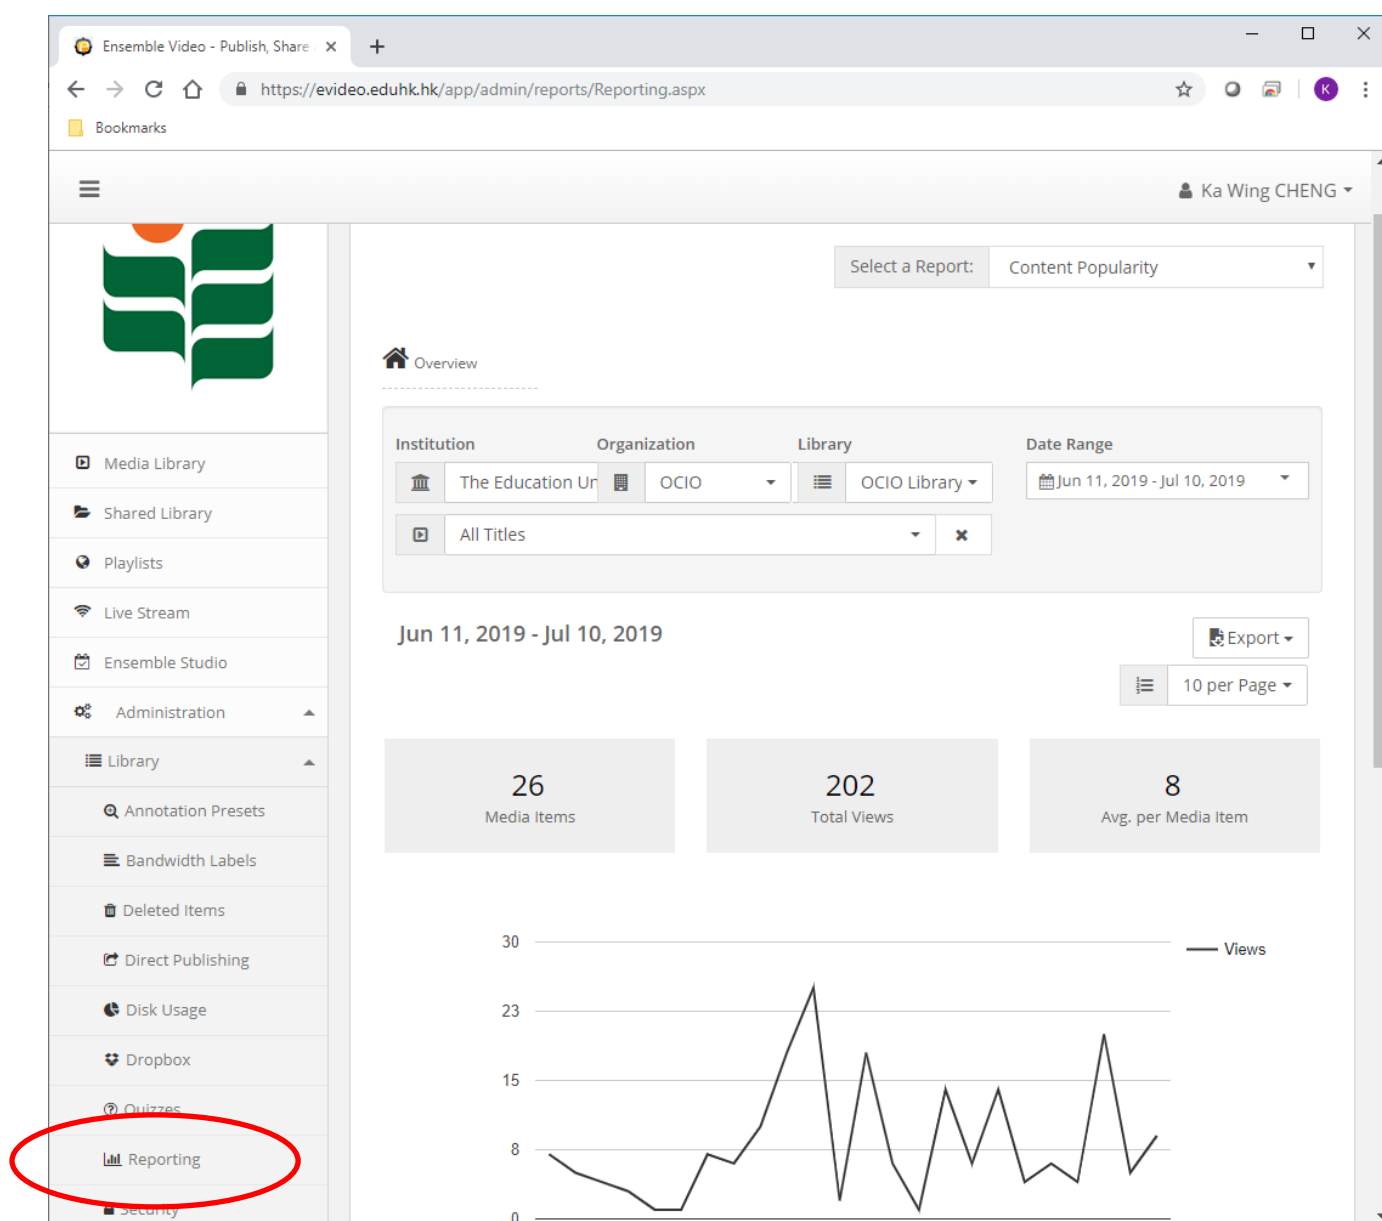 Ensemble Video - Publish, Share
https://evideo.eduhk.hk/app/admin/reports/Reporting.aspx
K
Bookmarks
Ka Wing CHENG
Select a Report: Content Popularity
Overview
Institution Organization Library Date Range
The Education Un OCIO OCIO Library Jun 11, 2019 - Jul 10, 2019
All Titles
Jun 11, 2019 - Jul 10, 2019
Export
10 per Page
26 202 8
Media Items Total Views Avg. per Media Item
30
23
15
8
0
Views
Media Library
Shared Library
Playlists
Live Stream
Ensemble Studio
Administration
Library
Annotation Presets
Bandwidth Labels
Deleted Items
Direct Publishing
Disk Usage
Dropbox
Quizzes
Reporting
Security